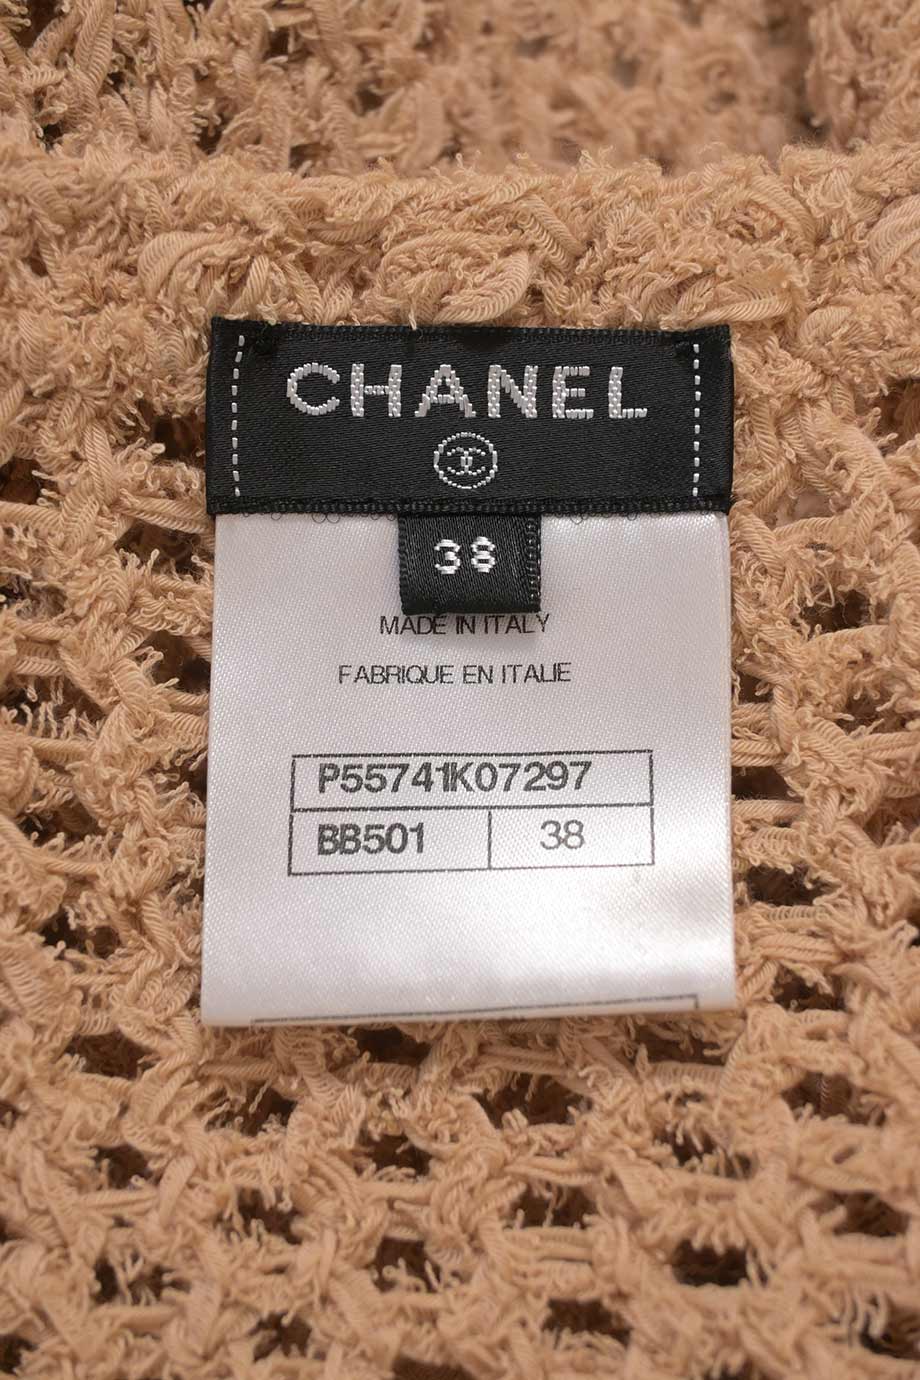 CHANEL
38
MADE IN ITALY
FABRIQUE EN ITALIE
P55741K07297
BB501 38